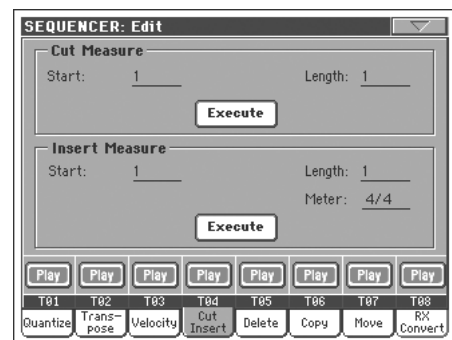 SEQUENCER: Edit
Cut Measure
Start: 1 Length: 1
Execute
Insert Measure
Start: 1 Length: 1
Meter: 4/4
Execute
Play Play Play Play Play Play Play Play
T01 T02 T03 T04 T05 T06 T07 T08
Quantize Trans- Velocity Cut Delete Copy Move RX
pose Insert Convert